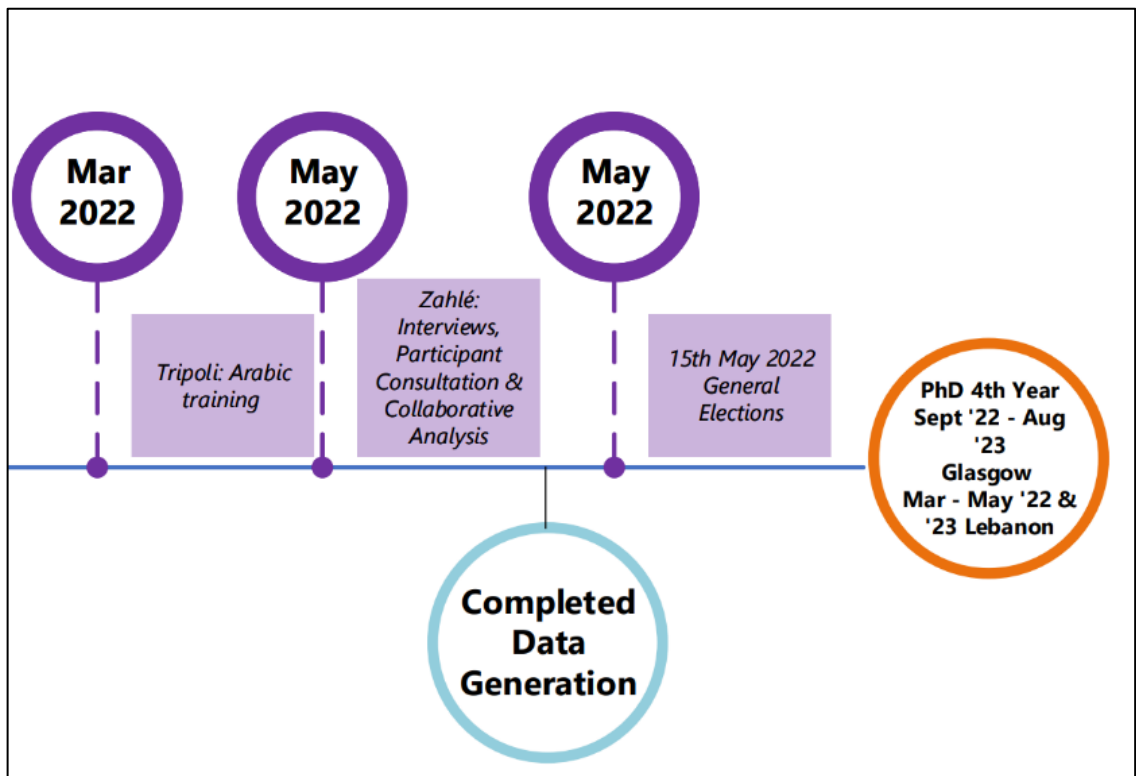 Mar
2022
May
2022
May
2022
Tripoli: Arabic
training
Zahlé:
Interviews,
Participant
Consultation &
Collaborative
Analysis
15th May 2022
General
Elections
PhD 4th Year
Sept '22 - Aug
'23
Glasgow
Mar - May '22 &
'23 Lebanon
Completed
Data
Generation